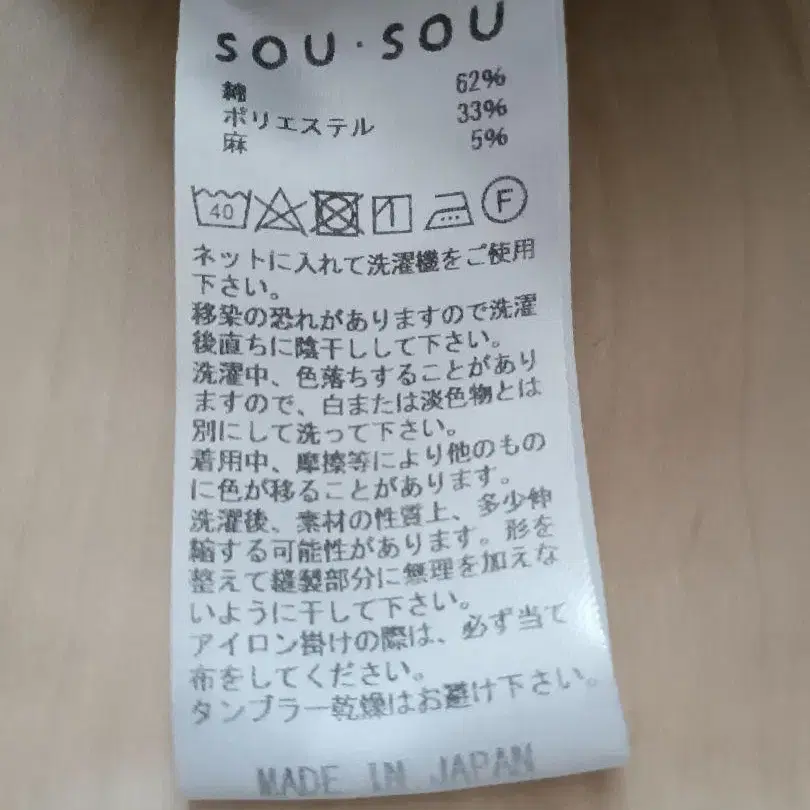 SOU・SOU
綿 62%
ポリエステル 33%
麻 5%
40 F
ネットに入れて洗濯機をご使用
下さい。
移染の恐れがありますので洗濯
後直ちに陰干しして下さい。
洗濯中、色落ちすることがあり
ますので、白または淡色物とは
別にして洗って下さい。
着用中、摩擦等により他のもの
に色が移ることがあります。
洗濯後、素材の性質上、多少伸
縮する可能性があります。形を
整えて縫製部分に無理を加えな
いように干して下さい。
アイロン掛けの際は、必ず当て
布をしてください。
タンブラー乾燥はお避け下さい。
MADE IN JAPAN